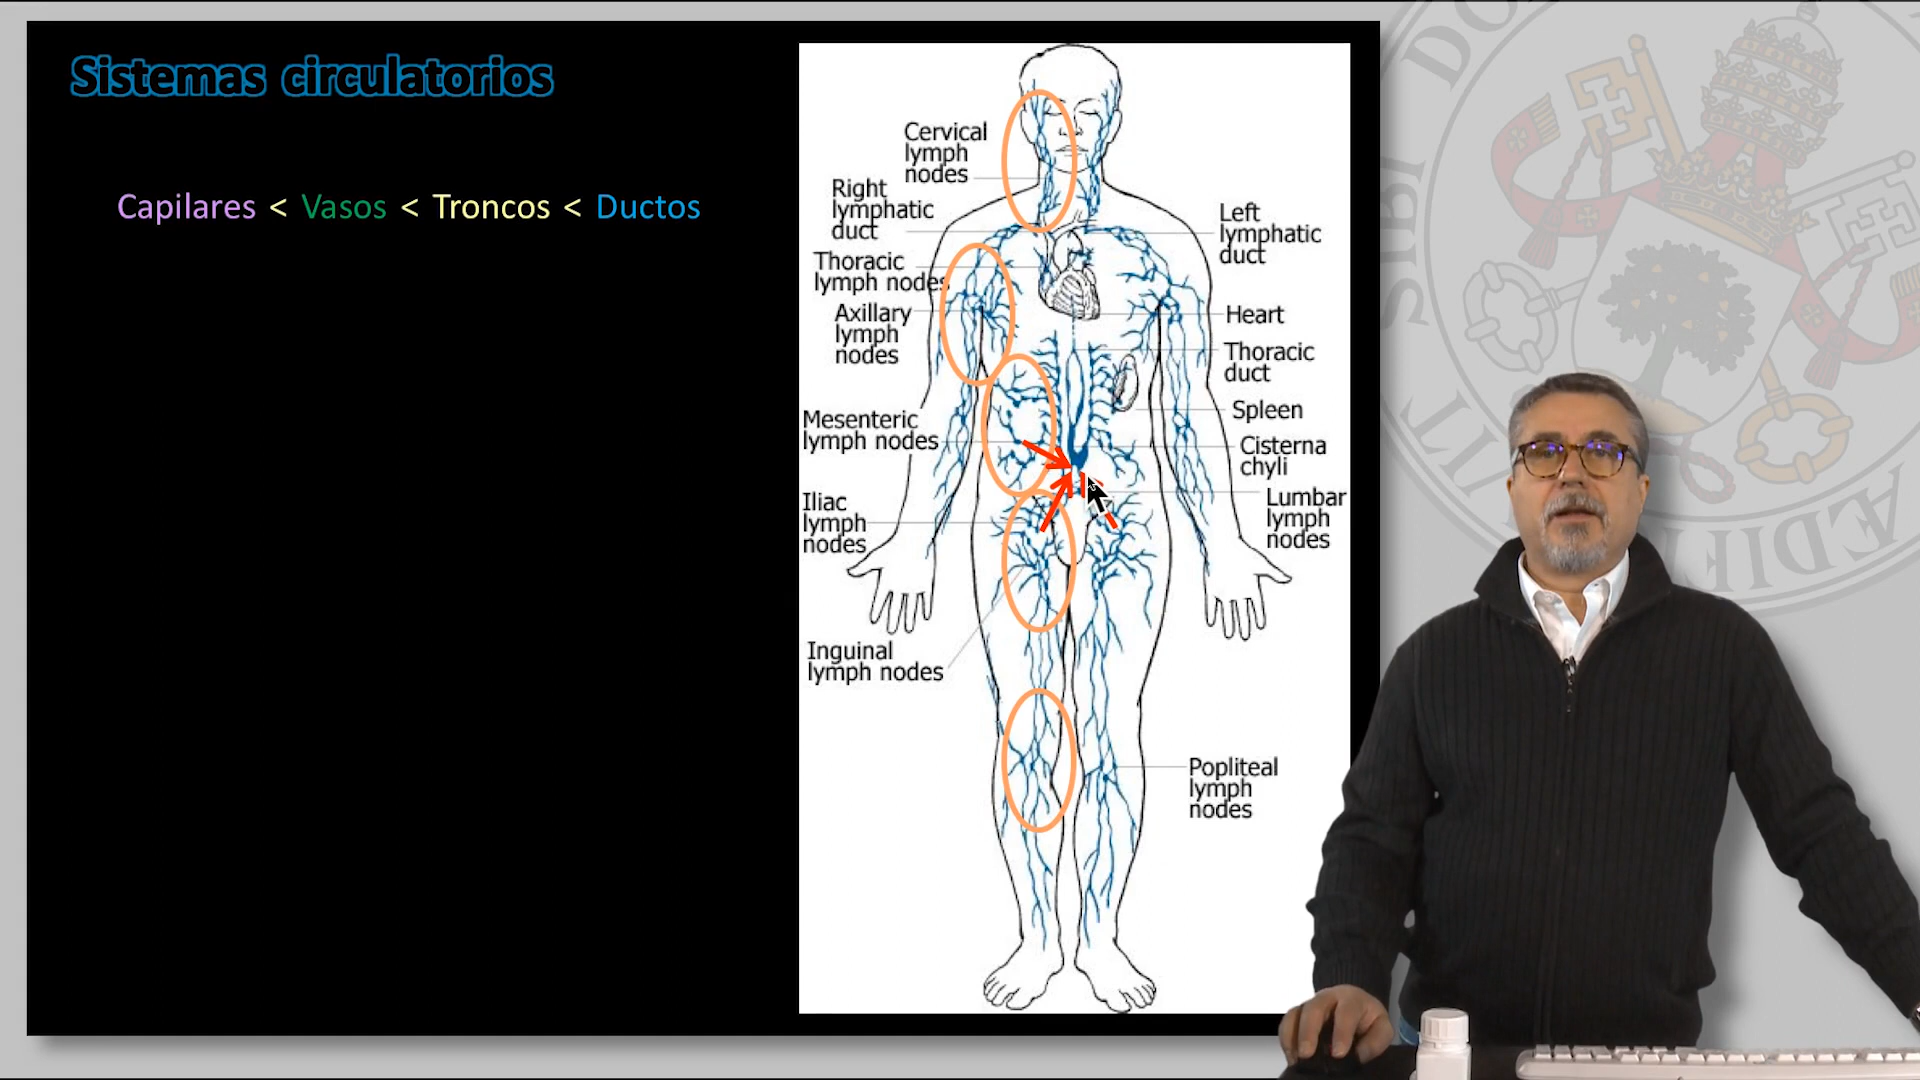 Sistemas circulatorios
Capilares < Vasos < Troncos < Ductos
Cervical
lymph
nodes
Right
lymphatic
duct
Thoracic
lymph nodes
Axillary
lymph
nodes
Mesenteric
lymph nodes
Iliac
lymph
nodes
Inguinal
lymph nodes
Left
lymphatic
duct
Heart
Thoracic
duct
Spleen
Cisterna
chyli
Lumbar
lymph
nodes
Popliteal
lymph
nodes
SIBI